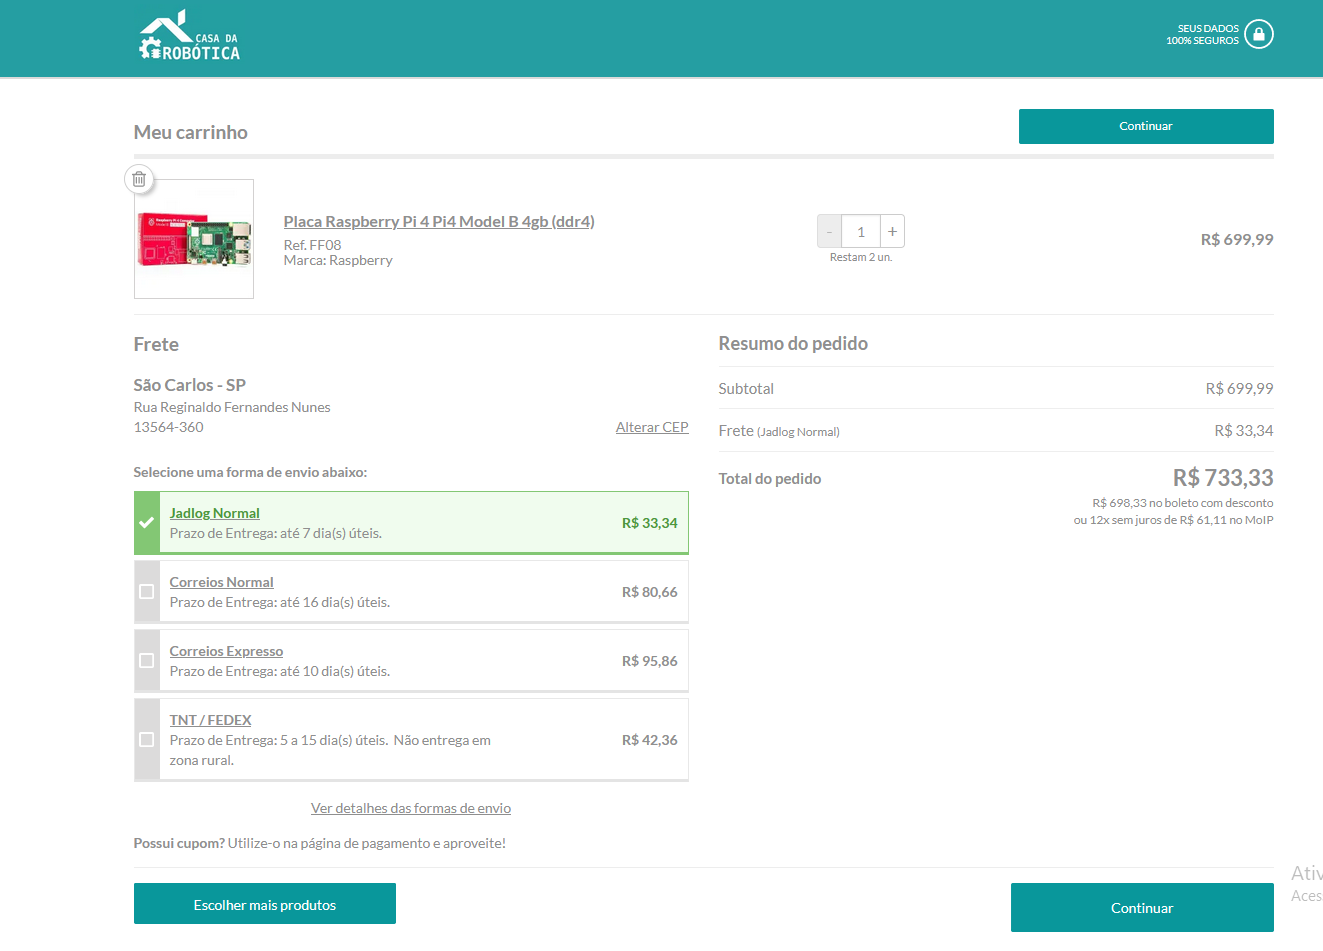 CASA DA
ROBÓTICA
SEUS DADOS
100% SEGUROS
Meu carrinho
Continuar
Placa Raspberry Pi 4 Pi4 Model B 4gb (ddr4)
Ref. FF08
Marca: Raspberry
- 1 +
Restam 2 un.
R$ 699,99
Frete
São Carlos - SP
Rua Reginaldo Fernandes Nunes
13564-360
Alterar CEP
Selecione uma forma de envio abaixo:
Jadlog Normal
Prazo de Entrega: até 7 dia(s) úteis.
R$ 33,34
Correios Normal
Prazo de Entrega: até 16 dia(s) úteis.
R$ 80,66
Correios Expresso
Prazo de Entrega: até 10 dia(s) úteis.
R$ 95,86
TNT / FEDEX
Prazo de Entrega: 5 a 15 dia(s) úteis. Não entrega em
zona rural.
R$ 42,36
Ver detalhes das formas de envio
Possui cupom? Utilize-o na página de pagamento e aproveite!
Resumo do pedido
Subtotal R$ 699,99
Frete (Jadlog Normal) R$ 33,34
Total do pedido R$ 733,33
R$ 698,33 no boleto com desconto
ou 12x sem juros de R$ 61,11 no MoIP
Escolher mais produtos
Continuar
Ativ
Aces